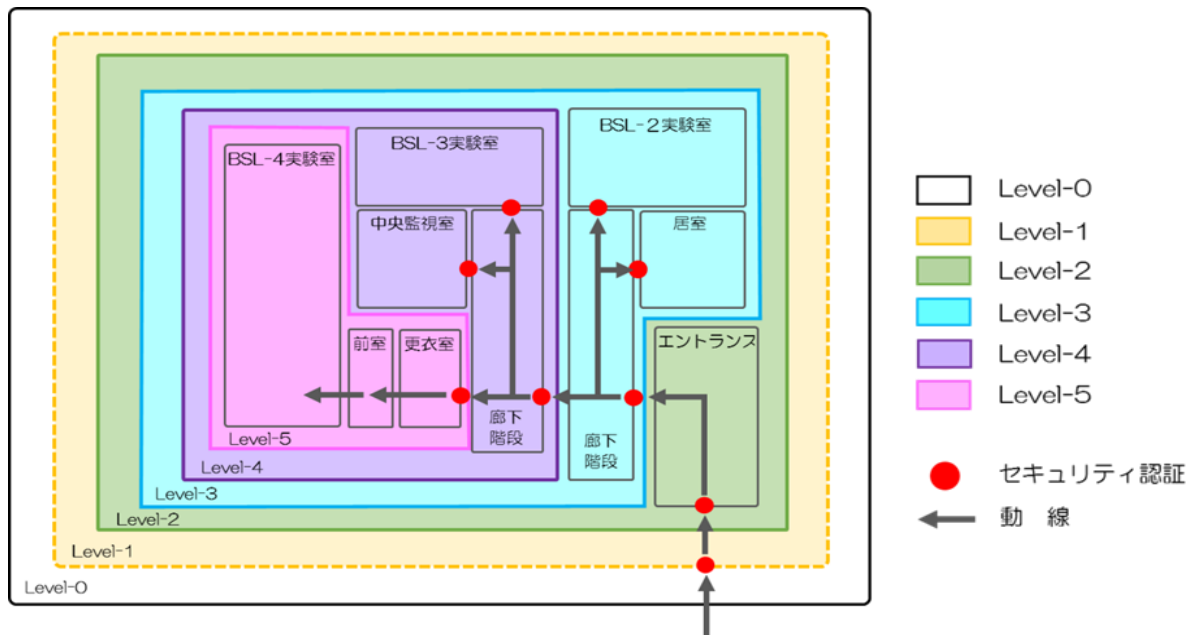 BSL-4実験室
BSL-3実験室
BSL-2実験室
中央監視室
居室
前室
更衣室
エントランス
廊下
階段
廊下
階段
Level-5
Level-4
Level-3
Level-2
Level-1
Level-0
Level-0
Level-1
Level-2
Level-3
Level-4
Level-5
セキュリティ認証
動　線